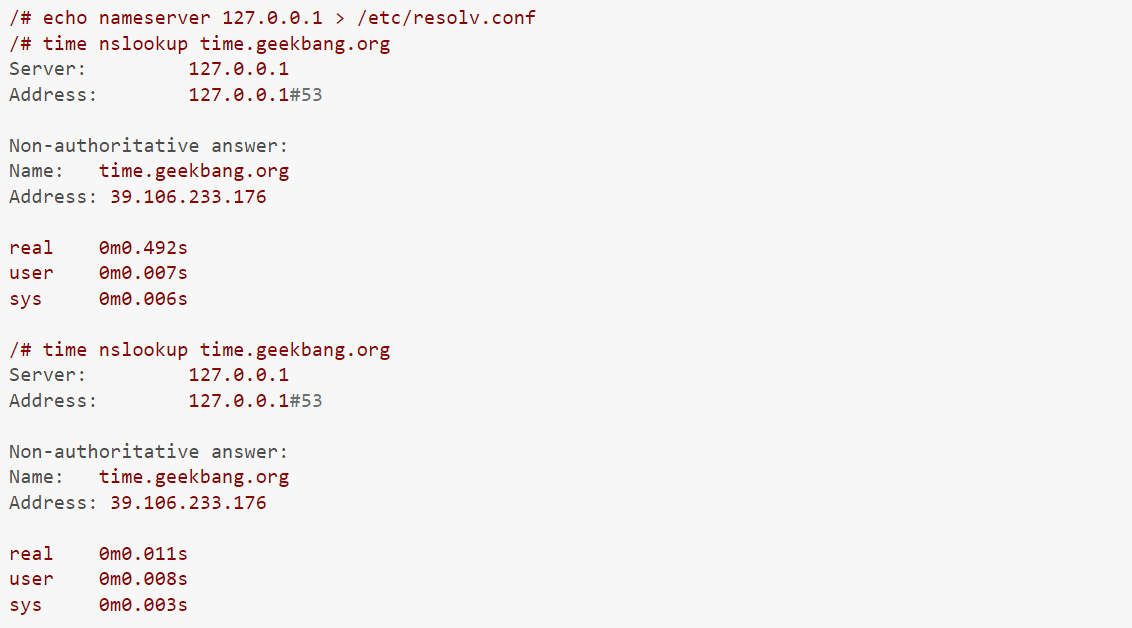 /# echo nameserver 127.0.0.1 > /etc/resolv.conf
/# time nslookup time.geekbang.org
Server:         127.0.0.1
Address:        127.0.0.1#53

Non-authoritative answer:
Name:   time.geekbang.org
Address: 39.106.233.176

real    0m0.492s
user    0m0.007s
sys     0m0.006s

/# time nslookup time.geekbang.org
Server:         127.0.0.1
Address:        127.0.0.1#53

Non-authoritative answer:
Name:   time.geekbang.org
Address: 39.106.233.176

real    0m0.011s
user    0m0.008s
sys     0m0.003s